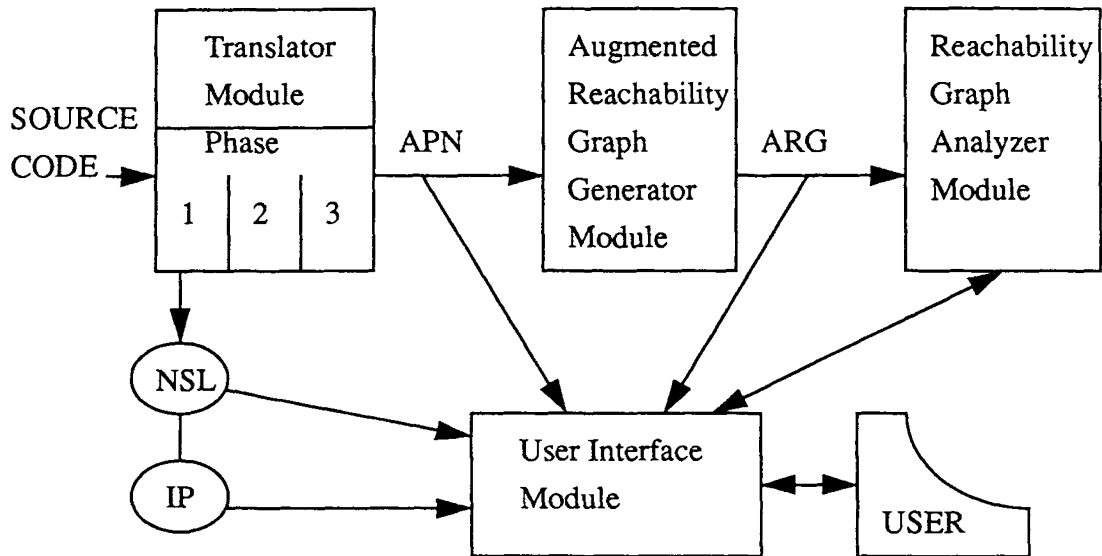 SOURCE
CODE
Translator
Module
Phase
1 2 3
APN
Augmented
Reachability
Graph
Generator
Module
ARG
Reachability
Graph
Analyzer
Module
NSL
IP
User Interface
Module
USER